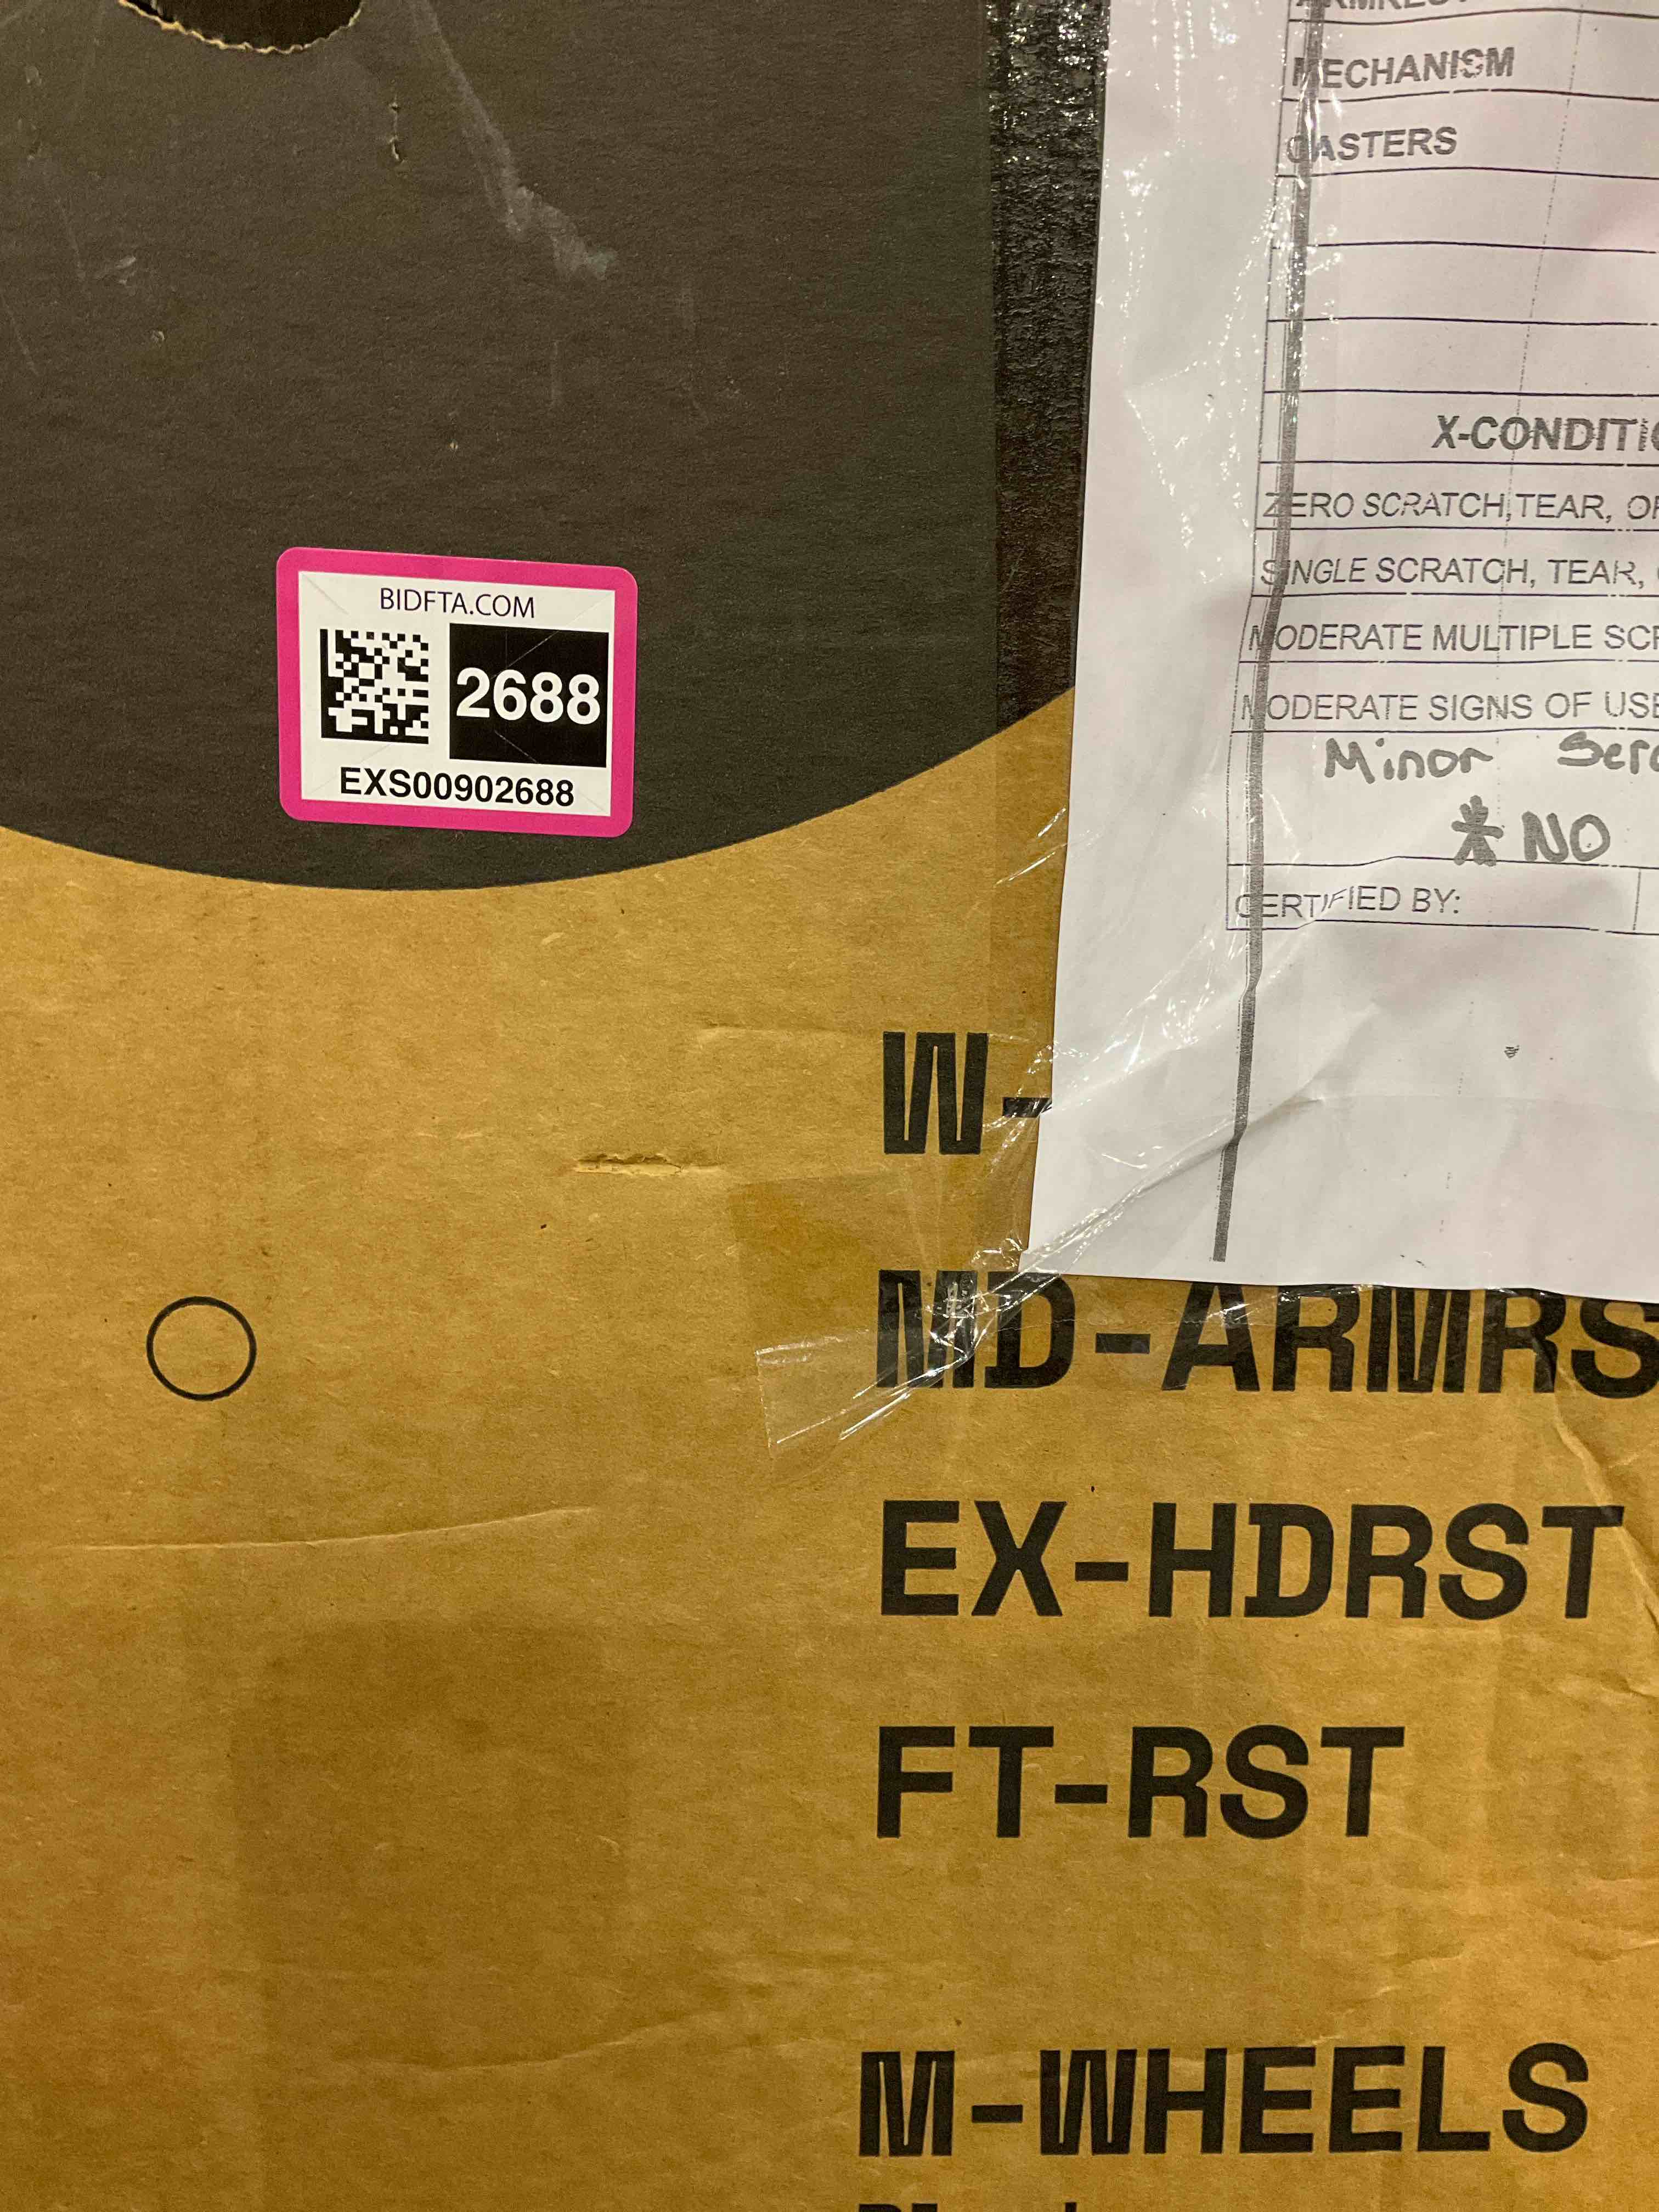 MECHANISM
CASTERS
X-CONDITI
ZERO SCRATCH, TEAR,
SINGLE SCRATCH, TEAR,
MODERATE MULTIPLE SCR
MODERATE SIGNS OF USE
Minor
* NO
CERTIFIED BY:
BIDFTA.COM
2688
EXS00902688
W-
MD-ARMRS
EX-HDRST
FT-RST
M-WHEELS